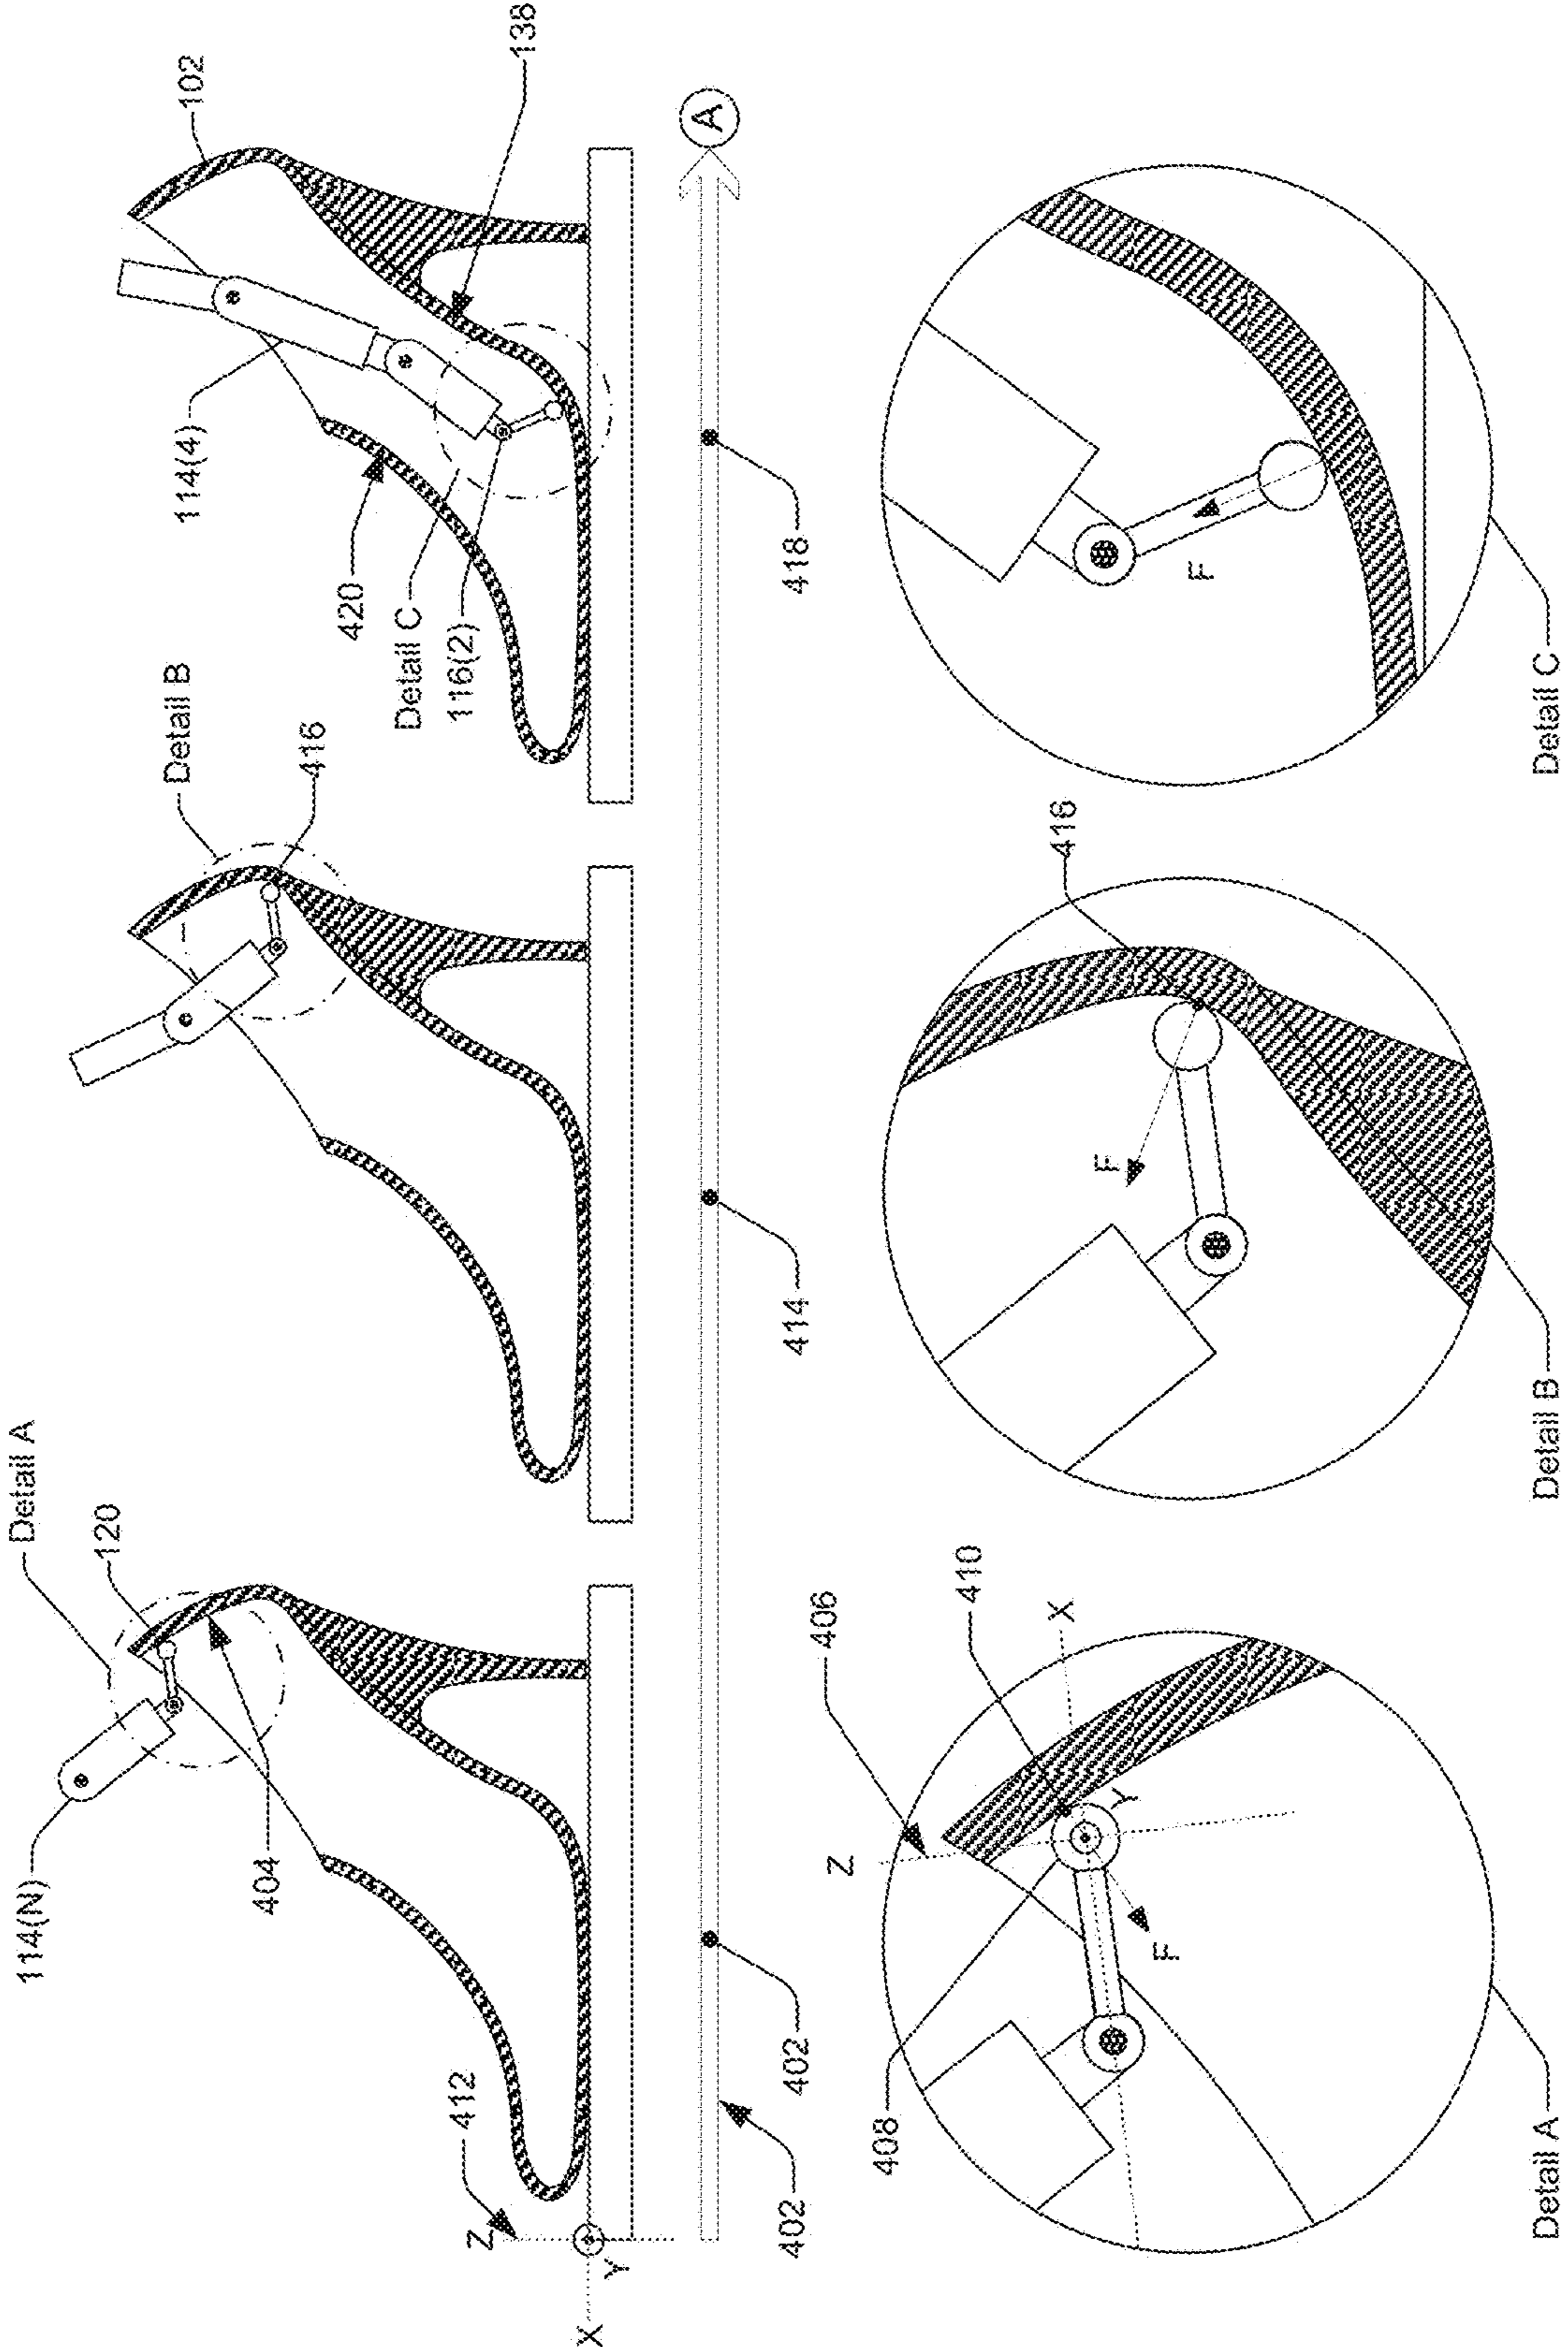 114(N)
Detail A
120
404
Z
412
X
Y
Detail B
416
114(4)
420
Detail C
116(2)
102
138
402
402
414
418
A
408
Z
406
410
X
Y
F
Detail A
416
F
Detail B
F
Detail C